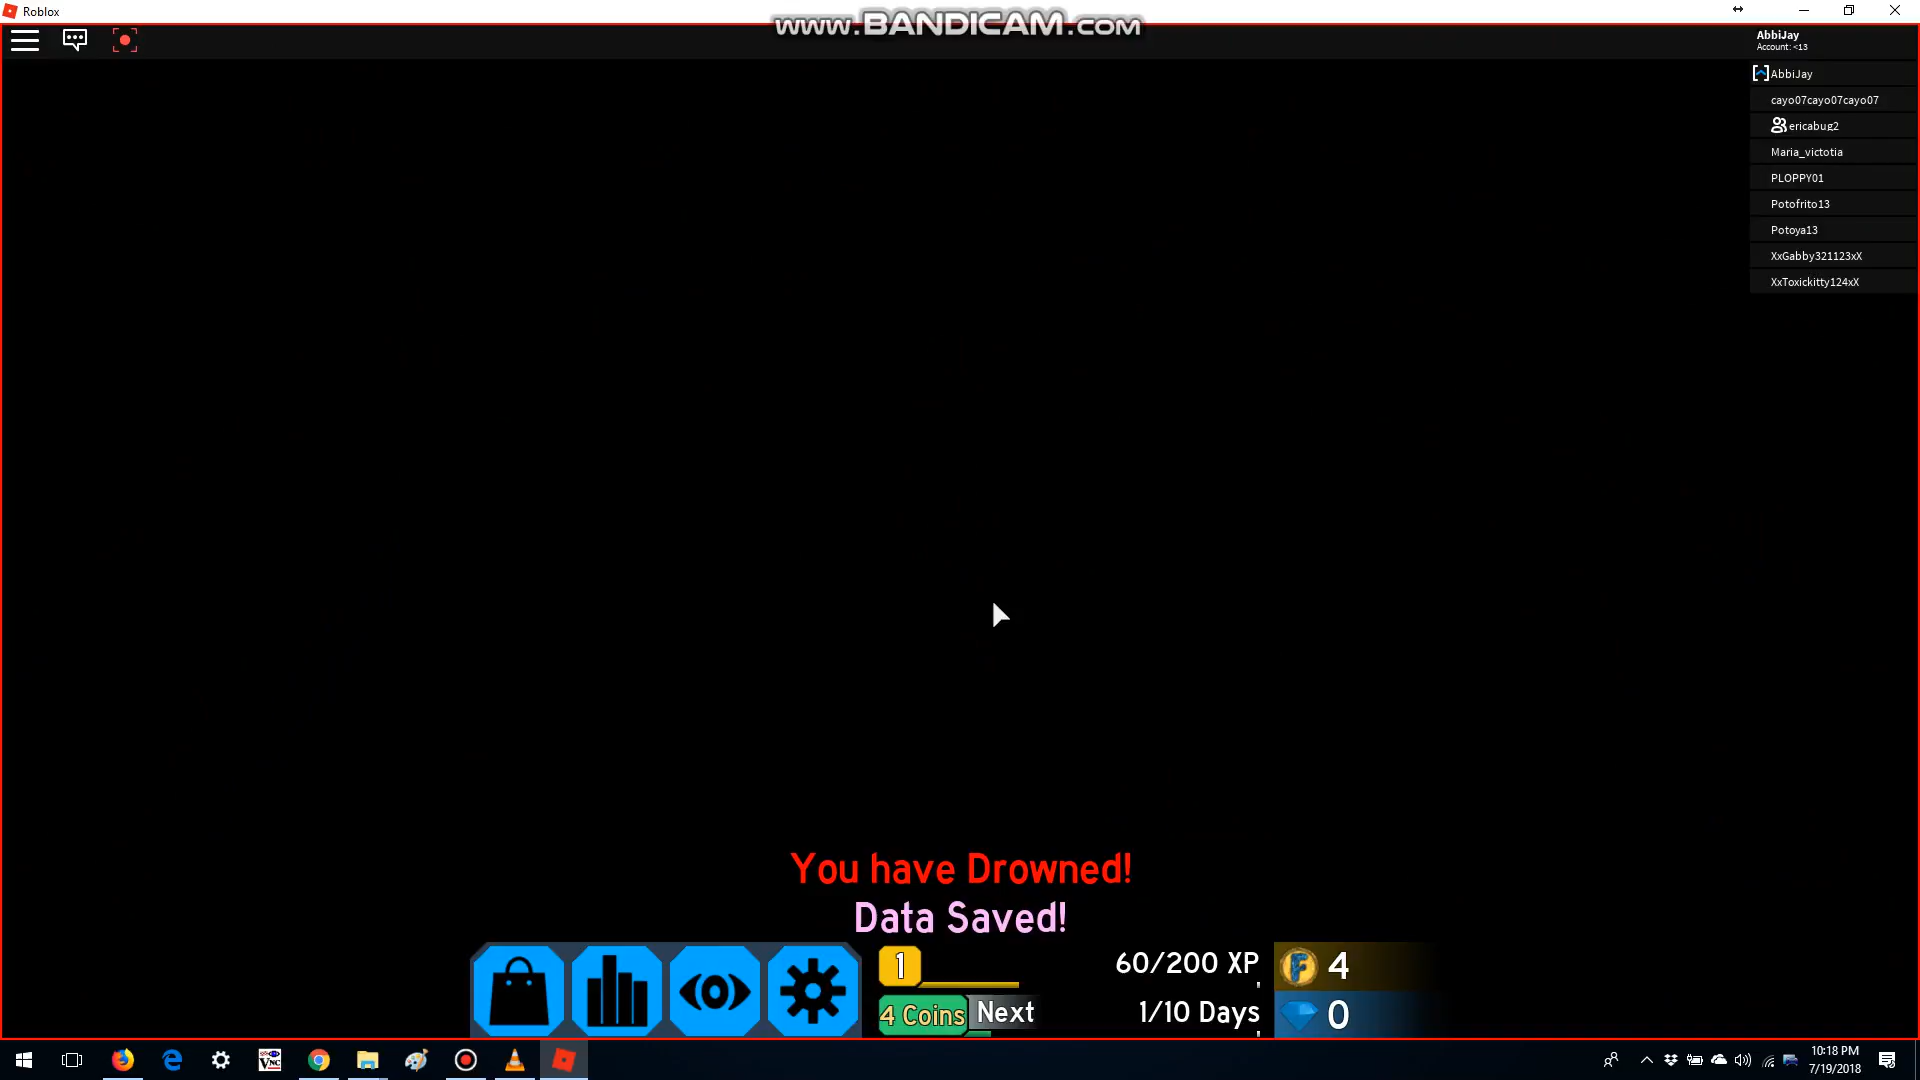 Roblox
www.BANDICAM.com
AbbiJay
Account: <13
AbbiJay
cayo07cayo07cayo07
ericabug2
Maria_victotia
PLOPPY01
Potofrito13
Potoya13
XxGabby321123xX
XxToxickitty124xX
You have Drowned!
Data Saved!
1
60/200 XP
F 4
4 Coins Next
1/10 Days
0
VNC
10:18 PM
7/19/2018